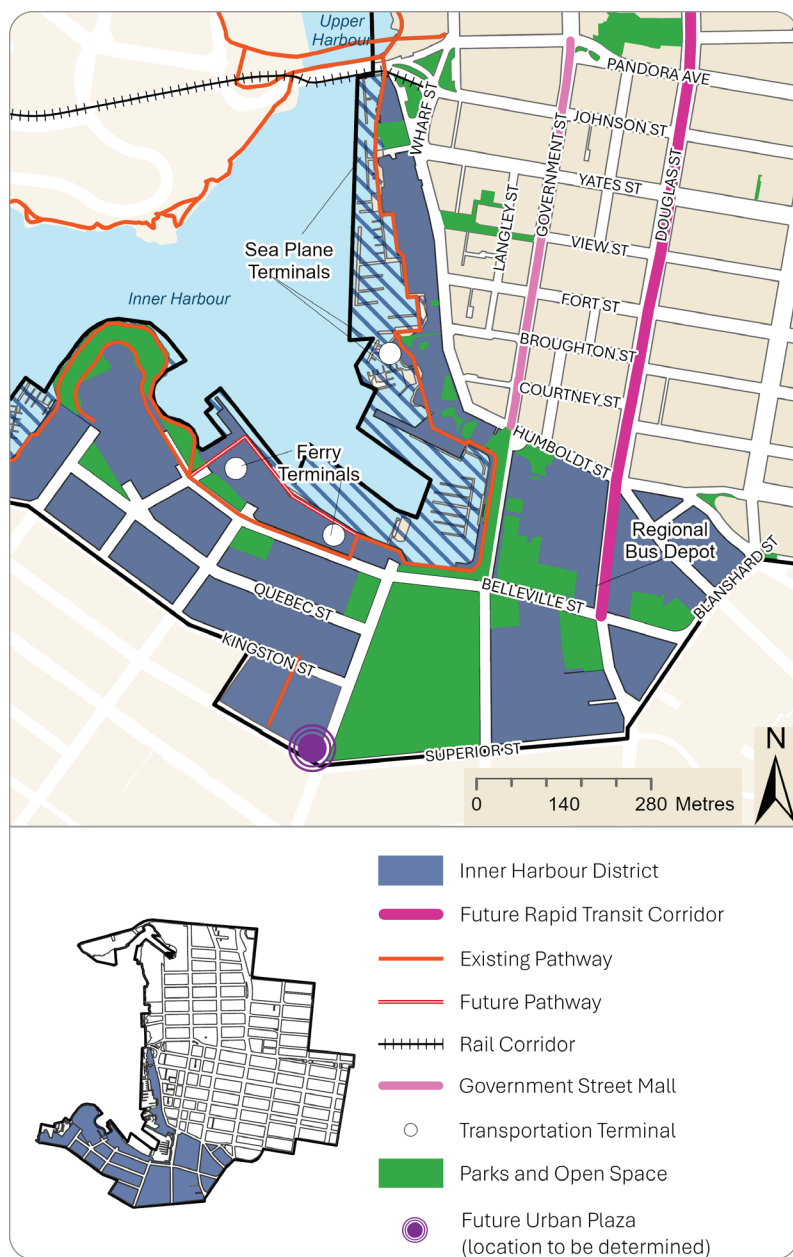 Upper
Harbour
PANDORA AVE
WHARF ST
JOHNSON ST
GOVERNMENT ST
DOUGLAS ST
YATES ST
LANGLEY ST
Sea Plane
Terminals
VIEW ST
Inner Harbour
FORT ST
BROUGHTON ST
COURTNEY ST
HUMBOLDT ST
Ferry
Terminals
Regional
Bus Depot
BLANSHARD ST
BELLEVILLE ST
QUEBEC ST
KINGSTON ST
SUPERIOR ST
N
0 140 280 Metres
Inner Harbour District
Future Rapid Transit Corridor
Existing Pathway
Future Pathway
Rail Corridor
Government Street Mall
Transportation Terminal
Parks and Open Space
Future Urban Plaza
(location to be determined)